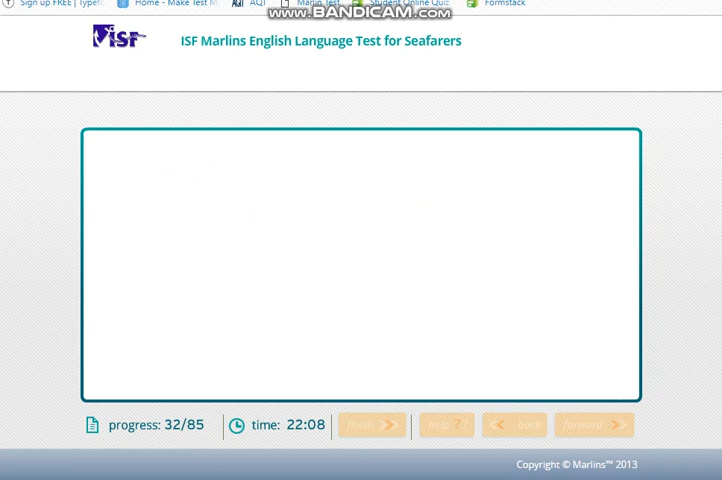 Sign up FREE | Typef
Home - Make Test M
AQI
Marlin Test
Student Online Quiz
Formstack
www.BANDICAM.com
ISF
ISF Marlins English Language Test for Seafarers
progress: 32/85
time: 22:08
finish
help ??
back
forward
Copyright © Marlins™ 2013